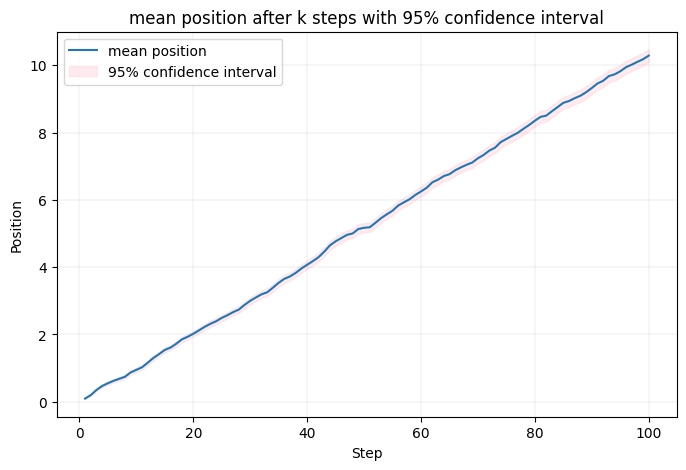 mean position after k steps with 95% confidence interval
mean position
95% confidence interval
10
8
6
4
2
0
Position
0 20 40 60 80 100
Step